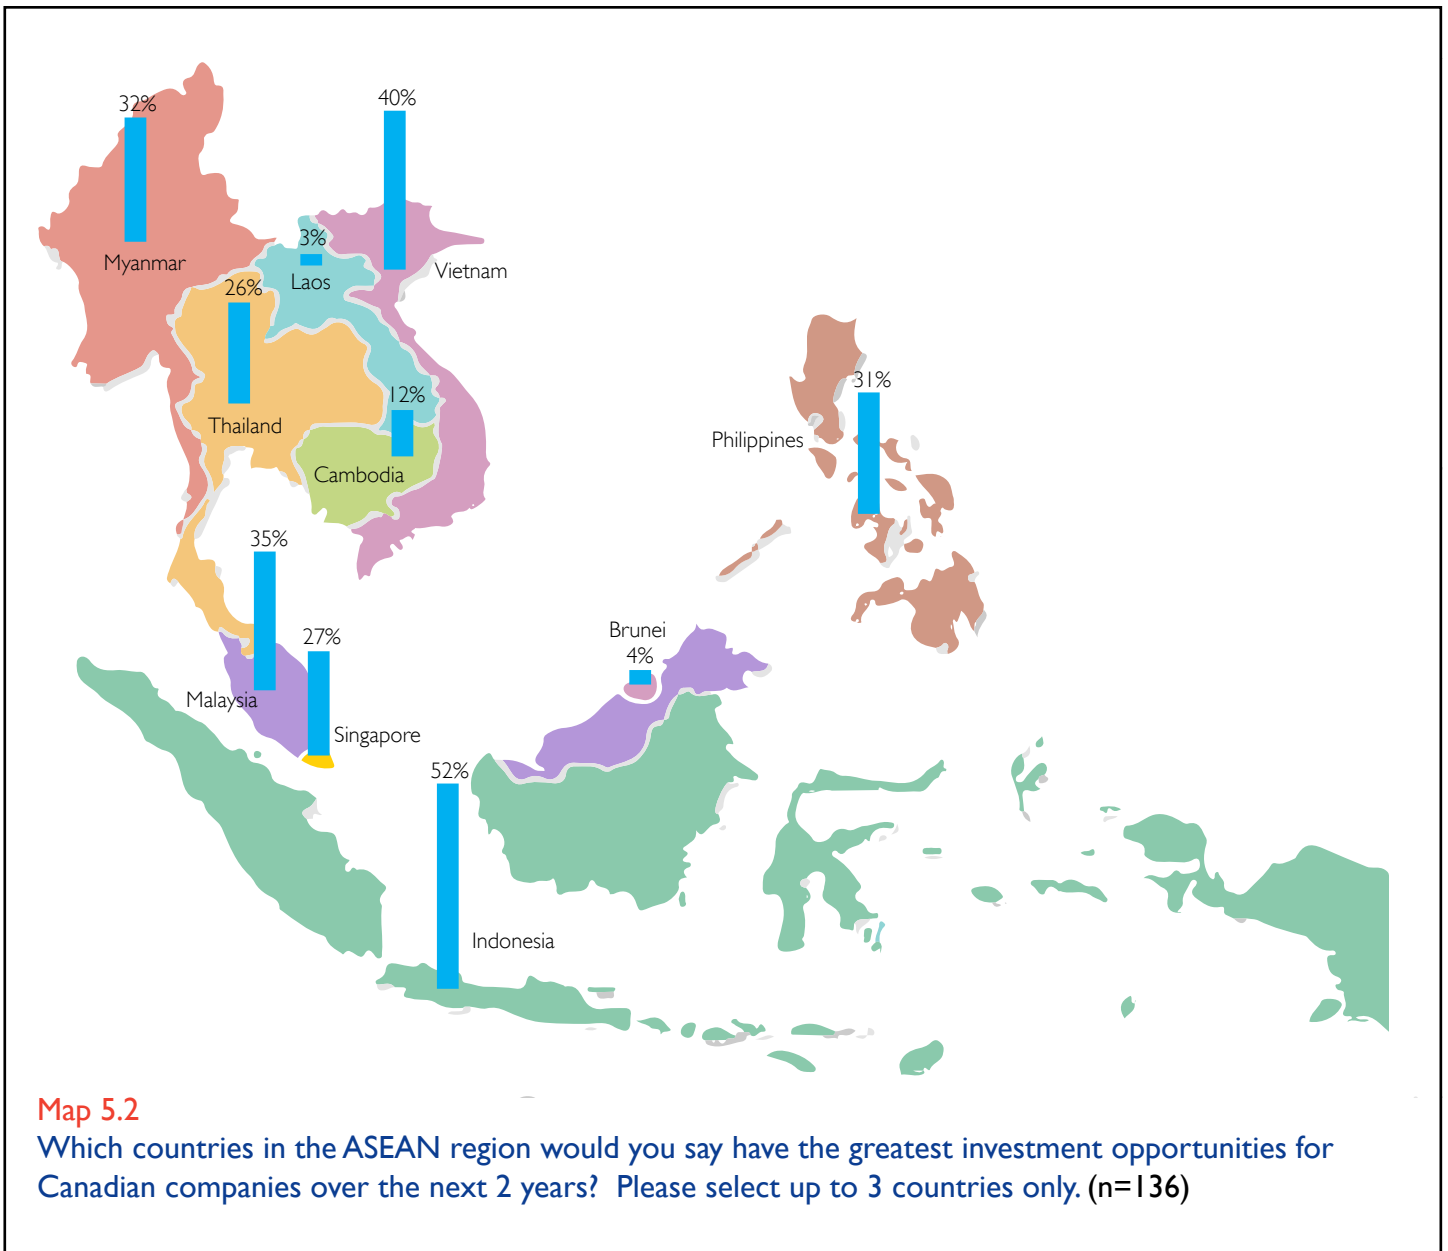 32%
Myanmar
40%
Vietnam
3%
Laos
26%
Thailand
12%
Cambodia
31%
Philippines
35%
Malaysia
27%
Singapore
Brunei
4%
52%
Indonesia
Map 5.2
Which countries in the ASEAN region would you say have the greatest investment opportunities for
Canadian companies over the next 2 years? Please select up to 3 countries only. (n=136)